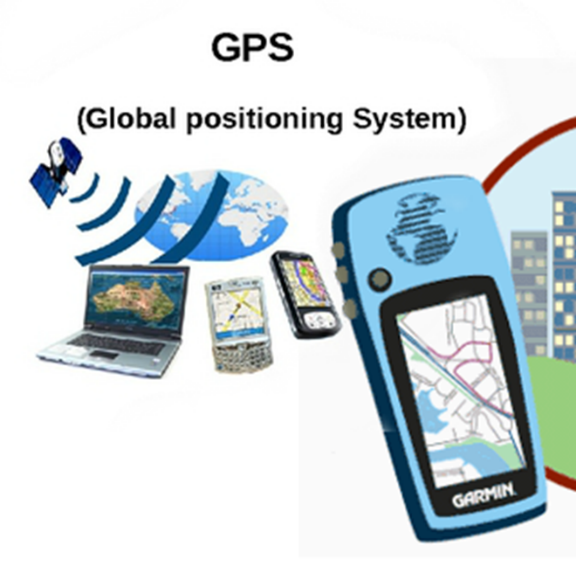 GPS
(Global positioning System)
GARMIN